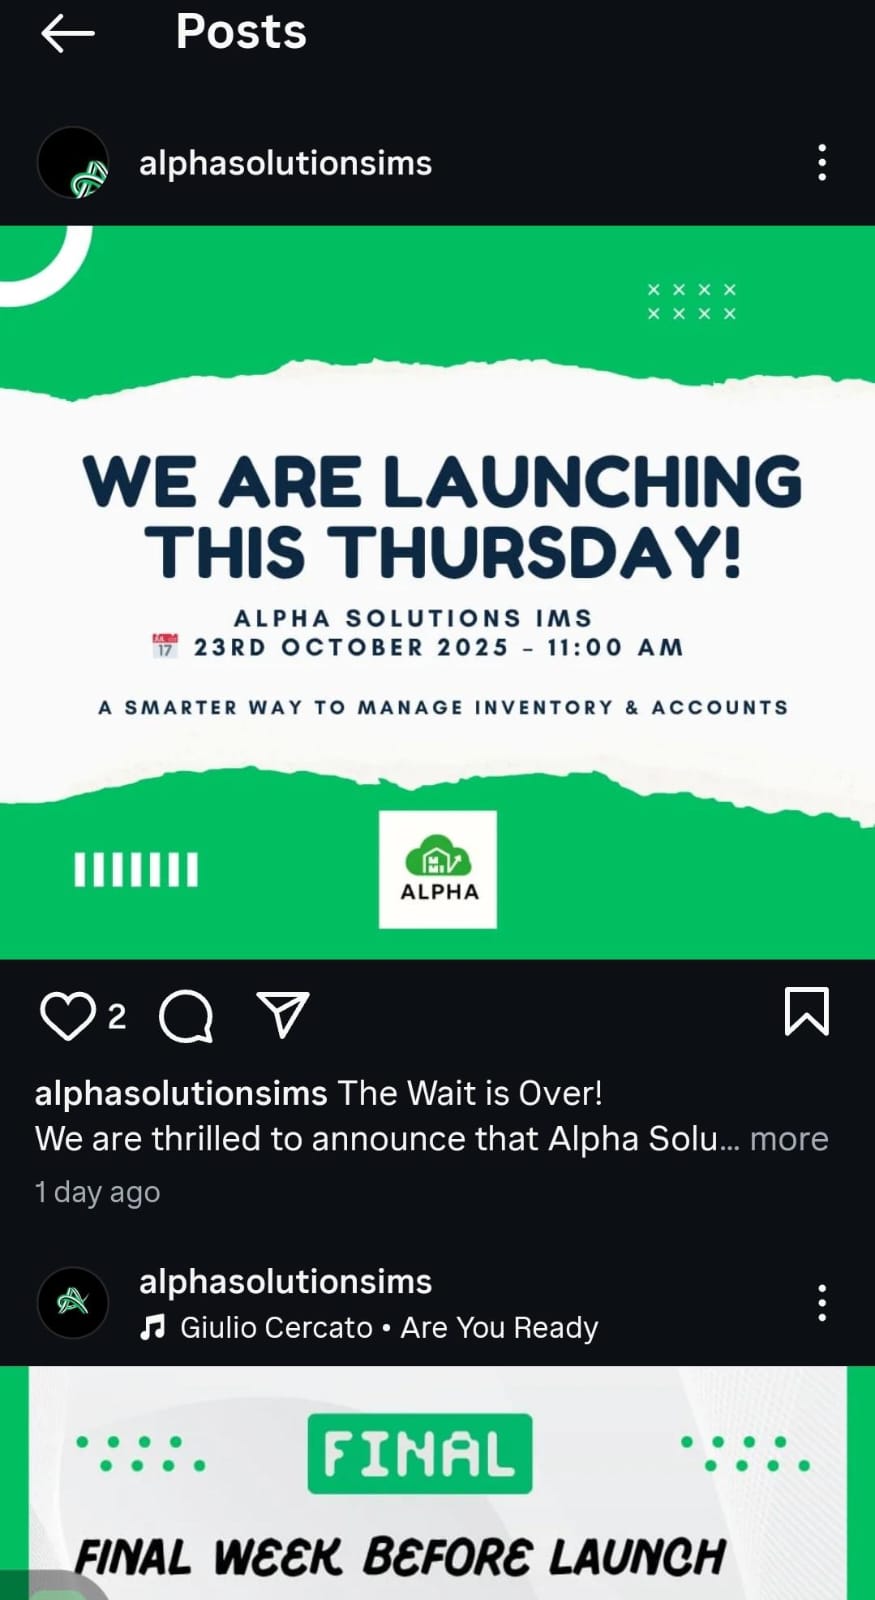 Posts
alphasolutionsims
WE ARE LAUNCHING
THIS THURSDAY!
ALPHA SOLUTIONS IMS
📅 23RD OCTOBER 2025 – 11:00 AM
A SMARTER WAY TO MANAGE INVENTORY & ACCOUNTS
ALPHA
2
alphasolutionsims The Wait is Over!
We are thrilled to announce that Alpha Solu... more
1 day ago
alphasolutionsims
Giulio Cercato • Are You Ready
FINAL
FINAL WEEK BEFORE LAUNCH